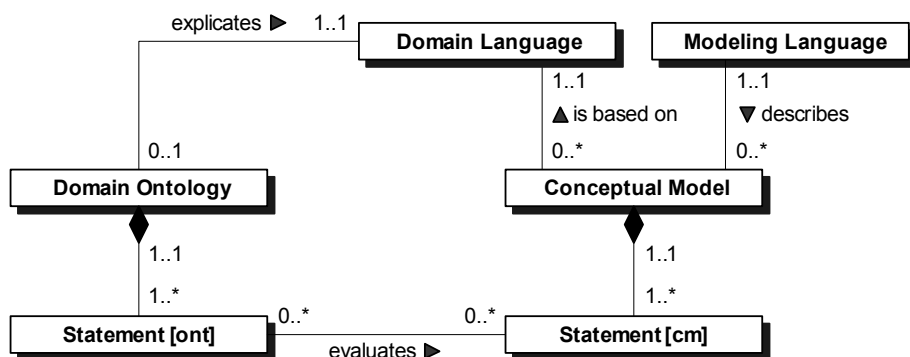 explicates ▶ 1..1
Domain Language
Modeling Language
1..1 1..1
▲ is based on ▼ describes
0..1 0..* 0..*
Domain Ontology
Conceptual Model
1..1 1..1
1..* 1..*
Statement [ont]
0..* 0..*
Statement [cm]
evaluates ▶